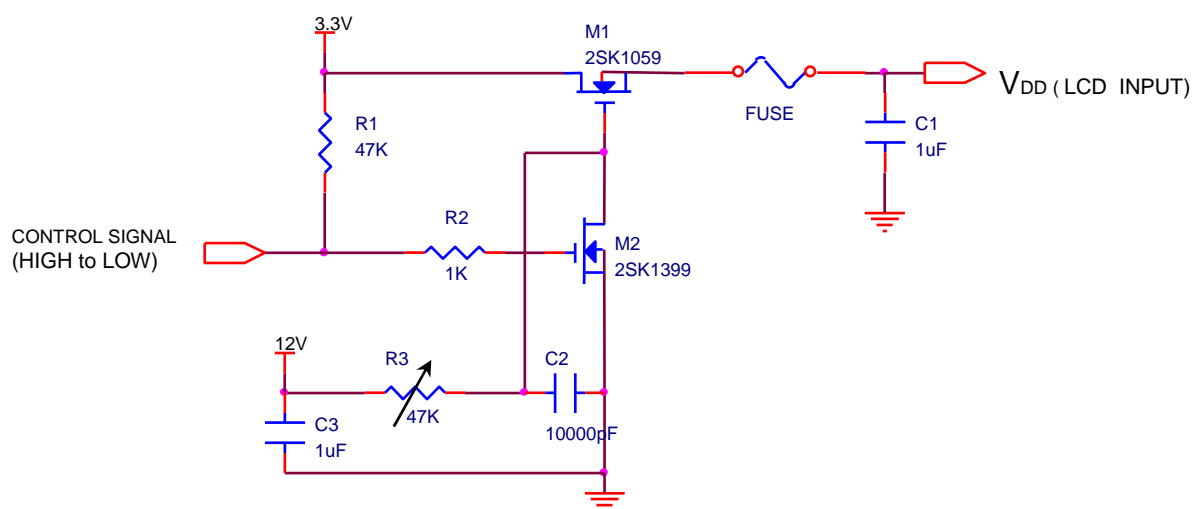 3.3V
M1
2SK1059
FUSE
VDD ( LCD INPUT)
R1
47K
C1
1uF
CONTROL SIGNAL
(HIGH to LOW)
R2
1K
M2
2SK1399
12V
R3
47K
C2
10000pF
C3
1uF